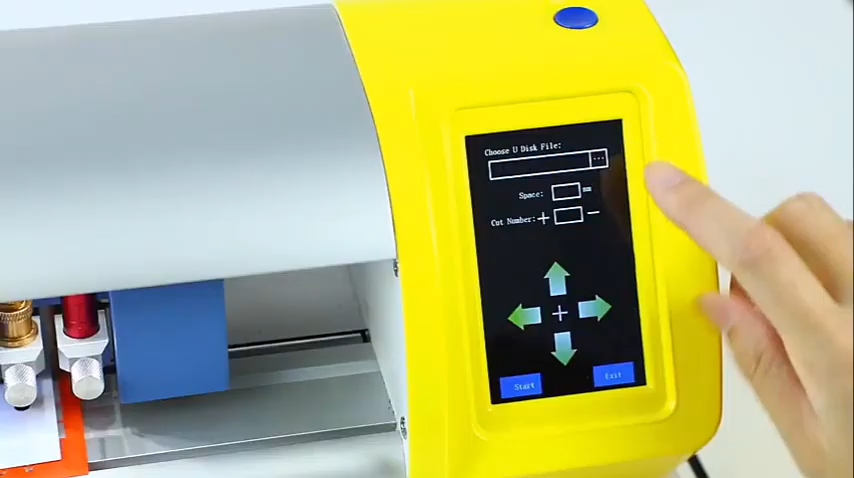 Choose U Disk File:
...
Space:
Cut Number: + −
Start Exit